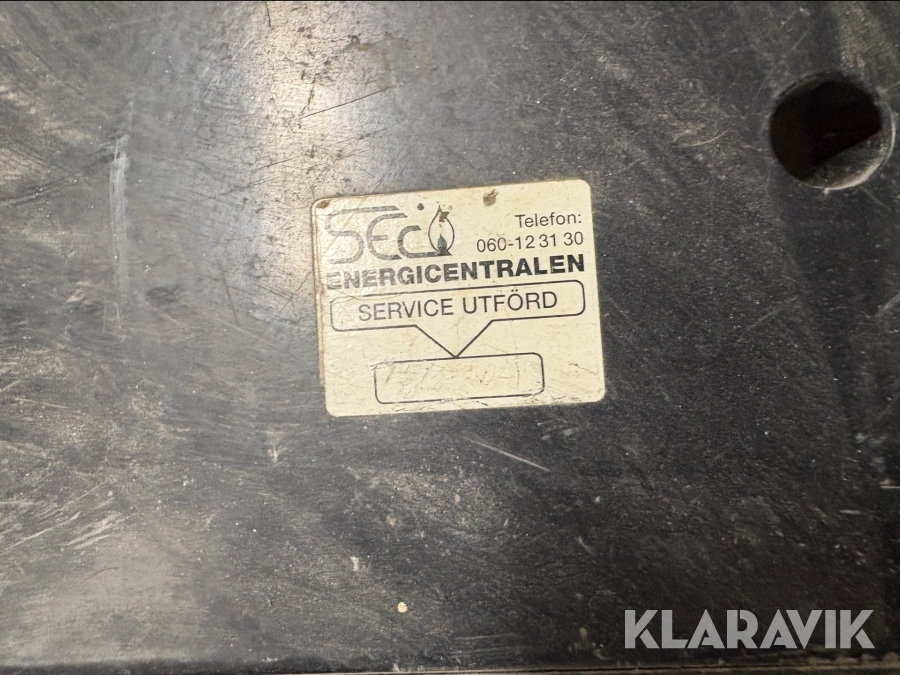 SEC
Telefon:
060-12 31 30
ENERGICENTRALEN
SERVICE UTFÖRD
KLARAVIK